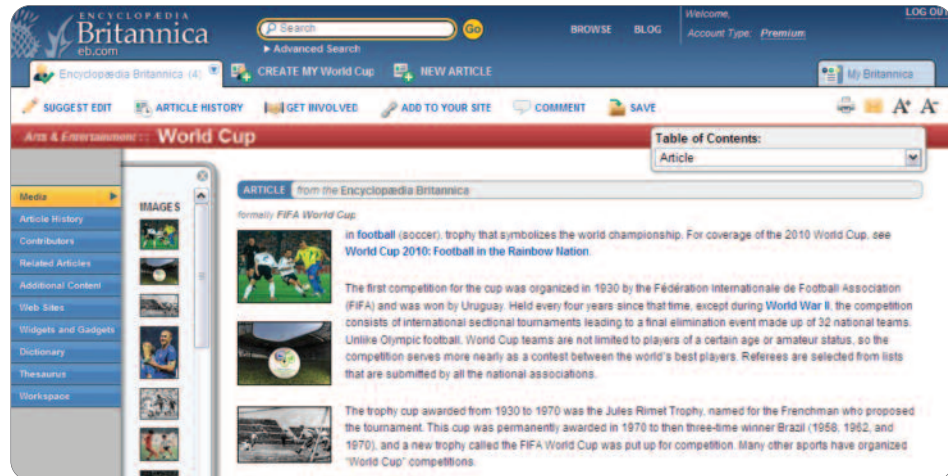 ENCYCLOPÆDIA
Britannica
eb.com
Search
Go
Advanced Search
BROWSE
BLOG
Welcome,
Account Type: Premium
LOG OUT
Encyclopædia Britannica (4)
CREATE MY World Cup
NEW ARTICLE
My Britannica
SUGGEST EDIT
ARTICLE HISTORY
GET INVOLVED
ADD TO YOUR SITE
COMMENT
SAVE
A+ A-
Arts & Entertainment :: World Cup
Table of Contents:
Article
Media
Article History
Contributors
Related Articles
Additional Content
Web Sites
Widgets and Gadgets
Dictionary
Thesaurus
Workspace
IMAGES
ARTICLE from the Encyclopædia Britannica
formally FIFA World Cup
in football (soccer), trophy that symbolizes the world championship. For coverage of the 2010 World Cup, see
World Cup 2010: Football in the Rainbow Nation.
The first competition for the cup was organized in 1930 by the Fédération Internationale de Football Association
(FIFA) and was won by Uruguay. Held every four years since that time, except during World War II, the competition
consists of international sectional tournaments leading to a final elimination event made up of 32 national teams.
Unlike Olympic football, World Cup teams are not limited to players of a certain age or amateur status, so the
competition serves more nearly as a contest between the world's best players. Referees are selected from lists
that are submitted by all the national associations.
The trophy cup awarded from 1930 to 1970 was the Jules Rimet Trophy, named for the Frenchman who proposed
the tournament. This cup was permanently awarded in 1970 to then three-time winner Brazil (1958, 1962, and
1970), and a new trophy called the FIFA World Cup was put up for competition. Many other sports have organized
"World Cup" competitions.